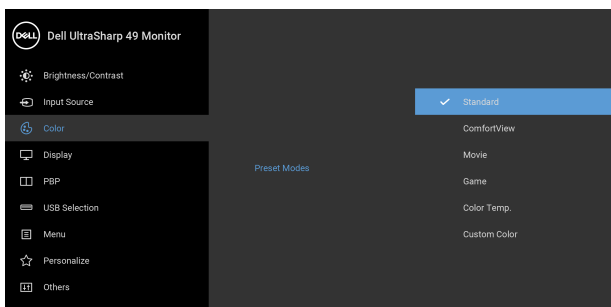 DELL Dell UltraSharp 49 Monitor
Brightness/Contrast
Input Source
Color
Display
PBP
USB Selection
Menu
Personalize
Others
Preset Modes
Standard
ComfortView
Movie
Game
Color Temp.
Custom Color